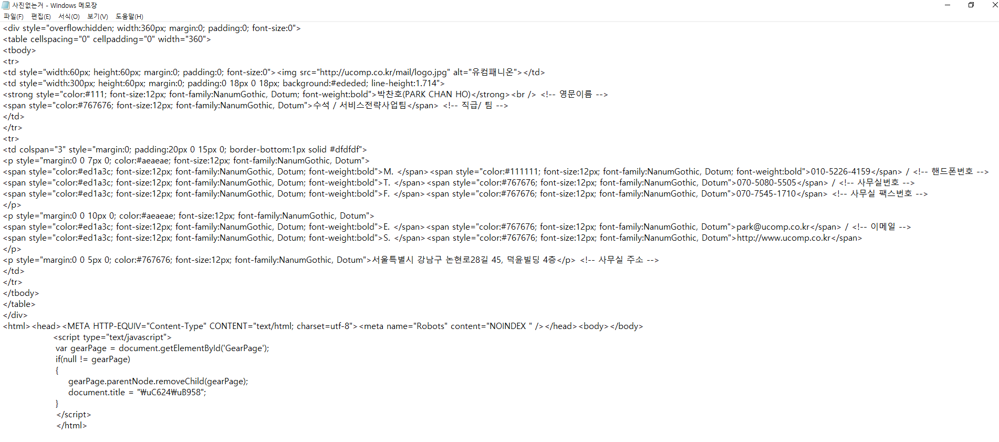 사진없는거 - Windows 메모장
파일(F) 편집(E) 서식(O) 보기(V) 도움말(H)
<div style="overflow:hidden; width:360px; margin:0; padding:0; font-size:0">
<table cellspacing="0" cellpadding="0" width="360">
<tbody>
<tr>
<td style="width:60px; height:60px; margin:0; padding:0; font-size:0"><img src="http://ucomp.co.kr/mail/logo.jpg" alt="유컴패니온"></td>
<td style="width:300px; height:60px; margin:0; padding:0 18px 0 18px; background:#ededed; line-height:1.714">
<strong style="color:#111; font-size:12px; font-family:NanumGothic, Dotum; font-weight:bold">박찬호(PARK CHAN HO)</strong><br /> <!-- 영문이름 -->
<span style="color:#767676; font-size:12px; font-family:NanumGothic, Dotum">수석 / 서비스전략사업팀</span> <!-- 직급/ 팀 -->
</td>
</tr>
<tr>
<td colspan="3" style="margin:0; padding:20px 0 15px 0; border-bottom:1px solid #dfdfdf">
<p style="margin:0 0 7px 0; color:#aeaeae; font-size:12px; font-family:NanumGothic, Dotum">
<span style="color:#ed1a3c; font-size:12px; font-family:NanumGothic, Dotum; font-weight:bold">M. </span><span style="color:#111111; font-size:12px; font-family:NanumGothic, Dotum; font-weight:bold">010-5226-4159</span> / <!-- 핸드폰번호 -->
<span style="color:#ed1a3c; font-size:12px; font-family:NanumGothic, Dotum; font-weight:bold">T. </span><span style="color:#767676; font-size:12px; font-family:NanumGothic, Dotum">070-5080-5505</span> / <!-- 사무실번호 -->
<span style="color:#ed1a3c; font-size:12px; font-family:NanumGothic, Dotum; font-weight:bold">F. </span><span style="color:#767676; font-size:12px; font-family:NanumGothic, Dotum">070-7545-1710</span> <!-- 사무실 팩스번호 -->
</p>
<p style="margin:0 0 10px 0; color:#aeaeae; font-size:12px; font-family:NanumGothic, Dotum">
<span style="color:#ed1a3c; font-size:12px; font-family:NanumGothic, Dotum; font-weight:bold">E. </span><span style="color:#767676; font-size:12px; font-family:NanumGothic, Dotum">park@ucomp.co.kr</span> / <!-- 이메일 -->
<span style="color:#ed1a3c; font-size:12px; font-family:NanumGothic, Dotum; font-weight:bold">S. </span><span style="color:#767676; font-size:12px; font-family:NanumGothic, Dotum">http://www.ucomp.co.kr</span>
</p>
<p style="margin:0 0 5px 0; color:#767676; font-size:12px; font-family:NanumGothic, Dotum">서울특별시 강남구 논현로28길 45, 덕윤빌딩 4층</p> <!-- 사무실 주소 -->
</td>
</tr>
</tbody>
</table>
</div>
<html><head><META HTTP-EQUIV="Content-Type" CONTENT="text/html; charset=utf-8"><meta name="Robots" content="NOINDEX " /></head><body></body>
<script type="text/javascript">
var gearPage = document.getElementById('GearPage');
if(null != gearPage)
{
gearPage.parentNode.removeChild(gearPage);
document.title = "₩uC624₩uB958";
}
</script>
</html>